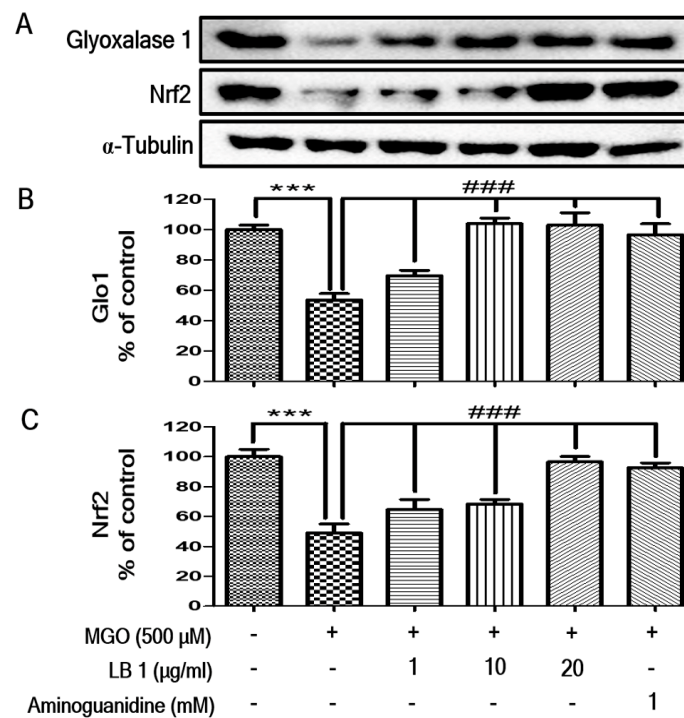 A
Glyoxalase 1
Nrf2
α-Tubulin
B
Glo1
% of control
120
100
80
60
40
20
0
***
###
C
Nrf2
% of control
120
100
80
60
40
20
0
***
###
MGO (500 µM) - + + + + +
LB 1 (µg/ml) - - 1 10 20 -
Aminoguanidine (mM) - - - - - 1